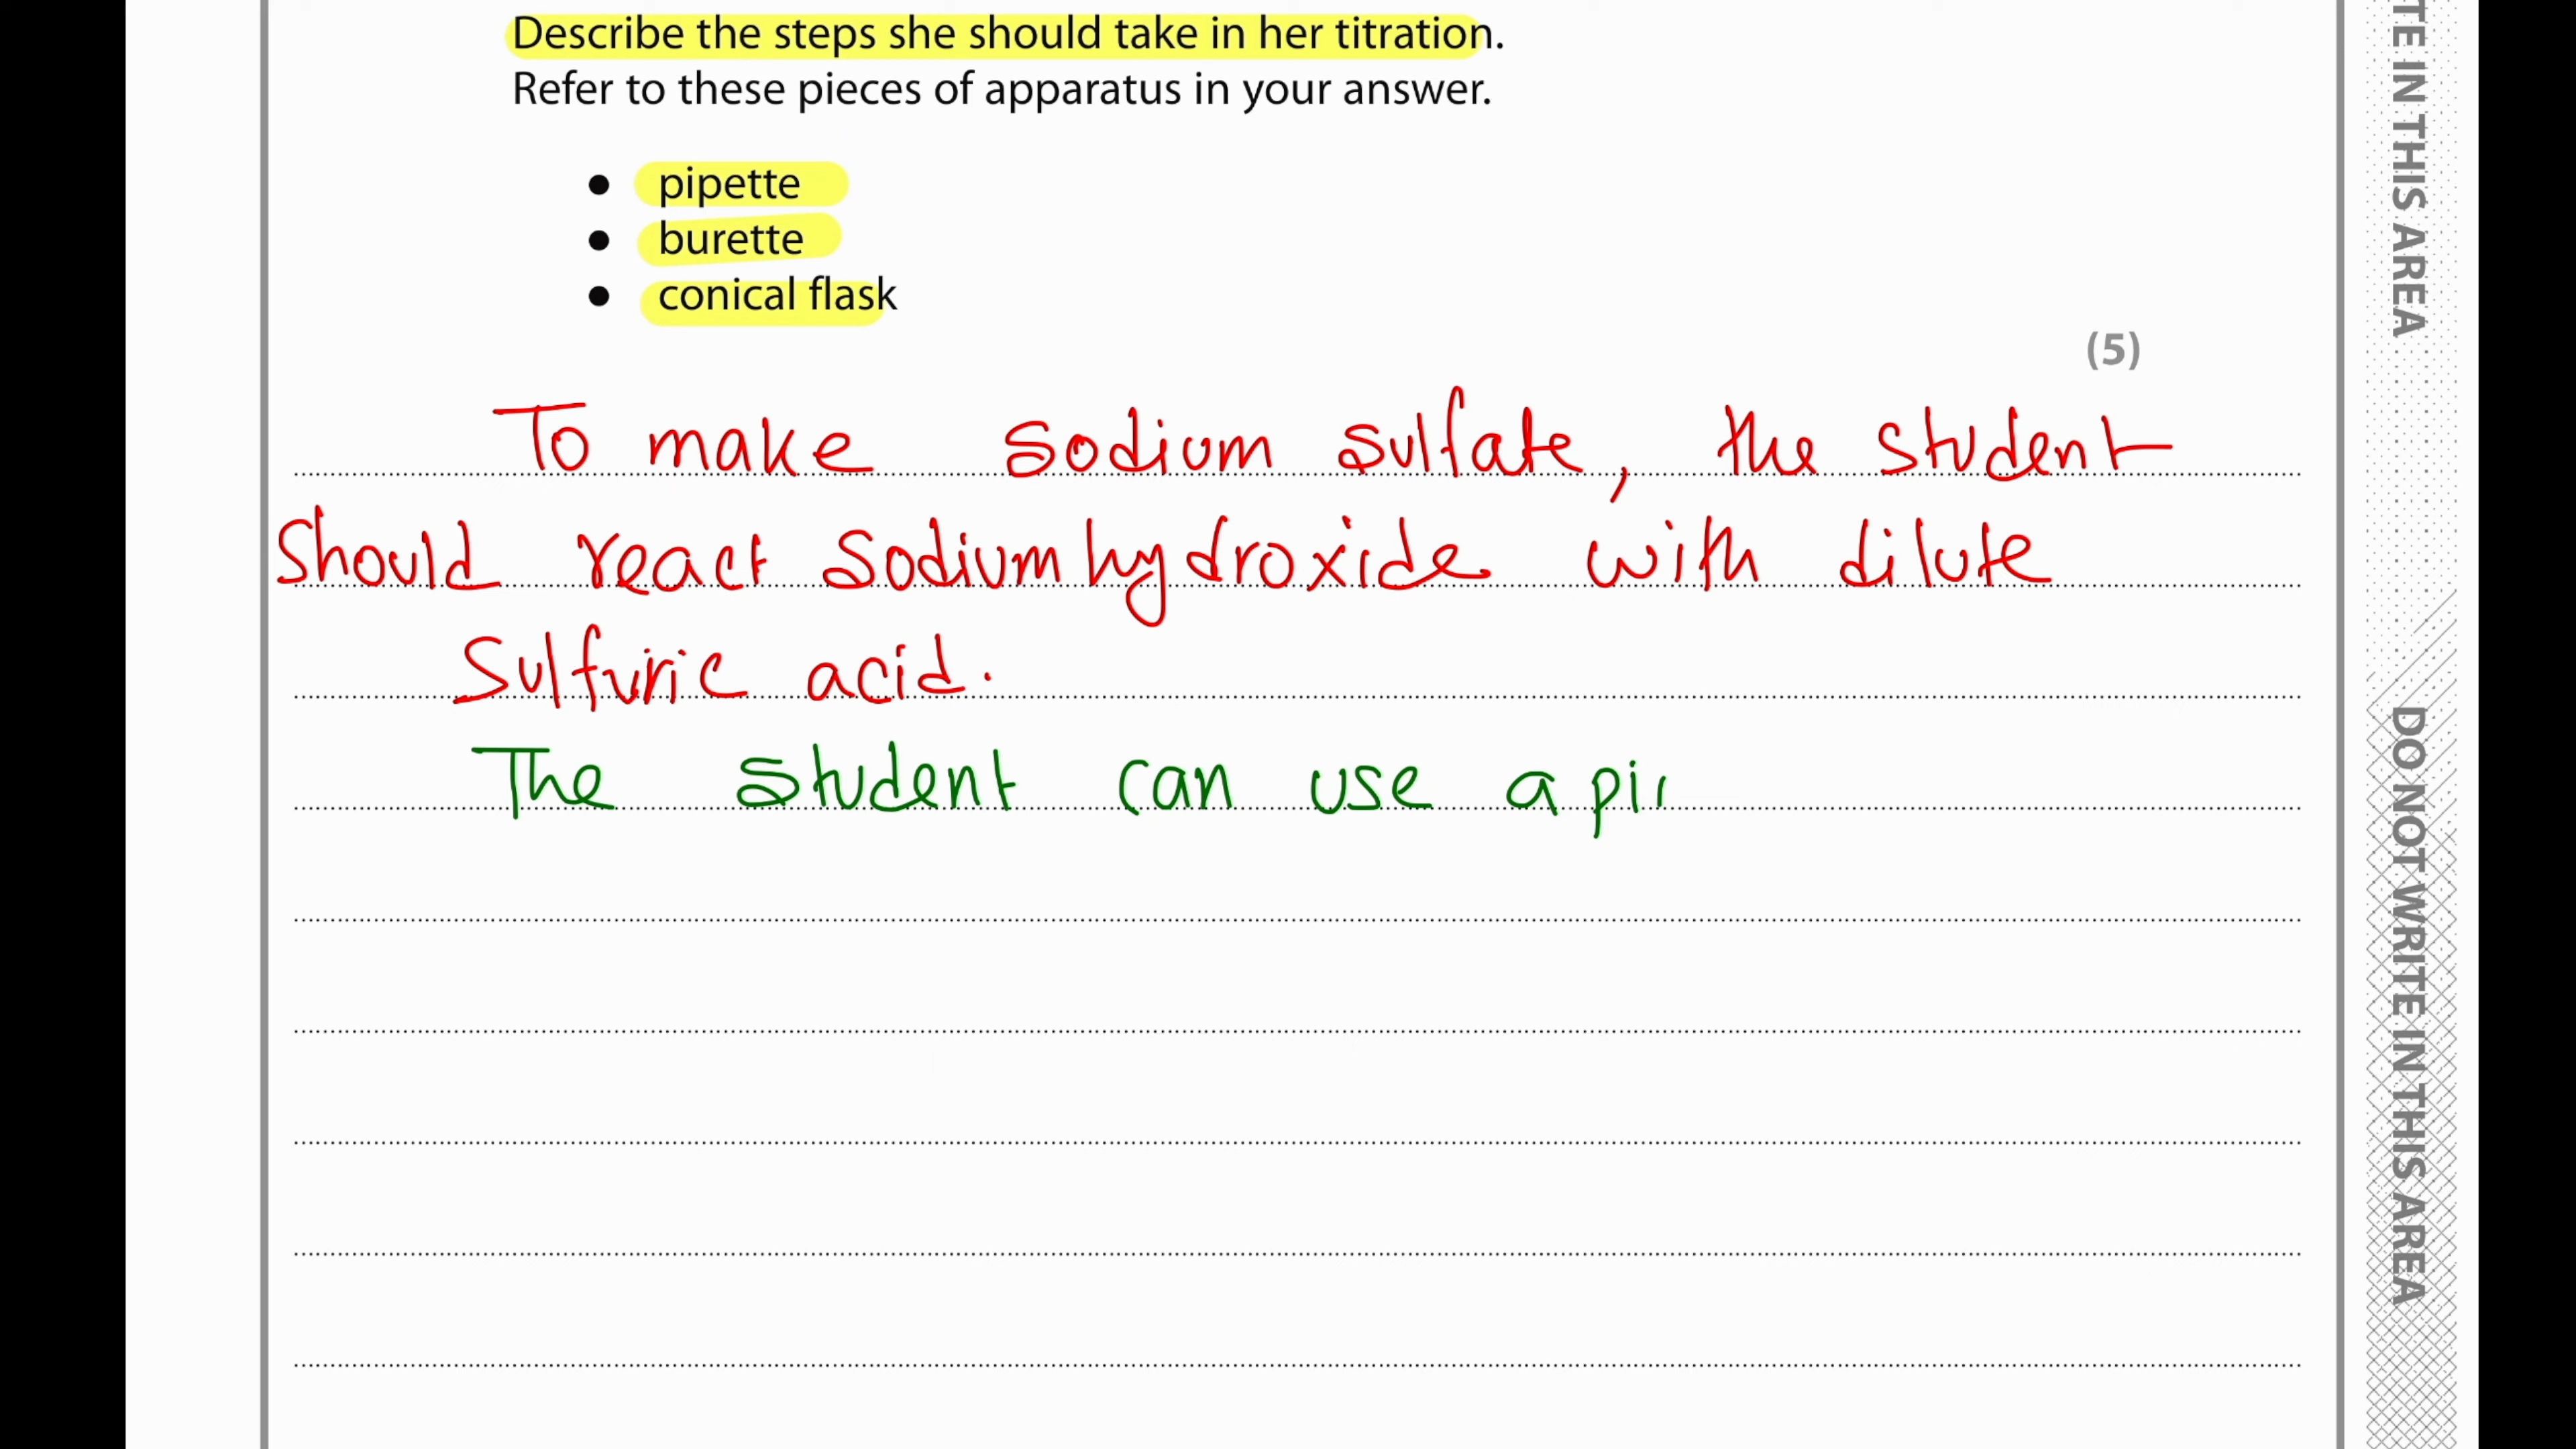 Describe the steps she should take in her titration.
Refer to these pieces of apparatus in your answer.
● pipette
● burette
● conical flask
(5)
To make sodium sulfate, the student
should react sodium hydroxide with dilute
sulfuric acid.
The student can use a
TE IN THIS AREA
DO NOT WRITE IN THIS AREA